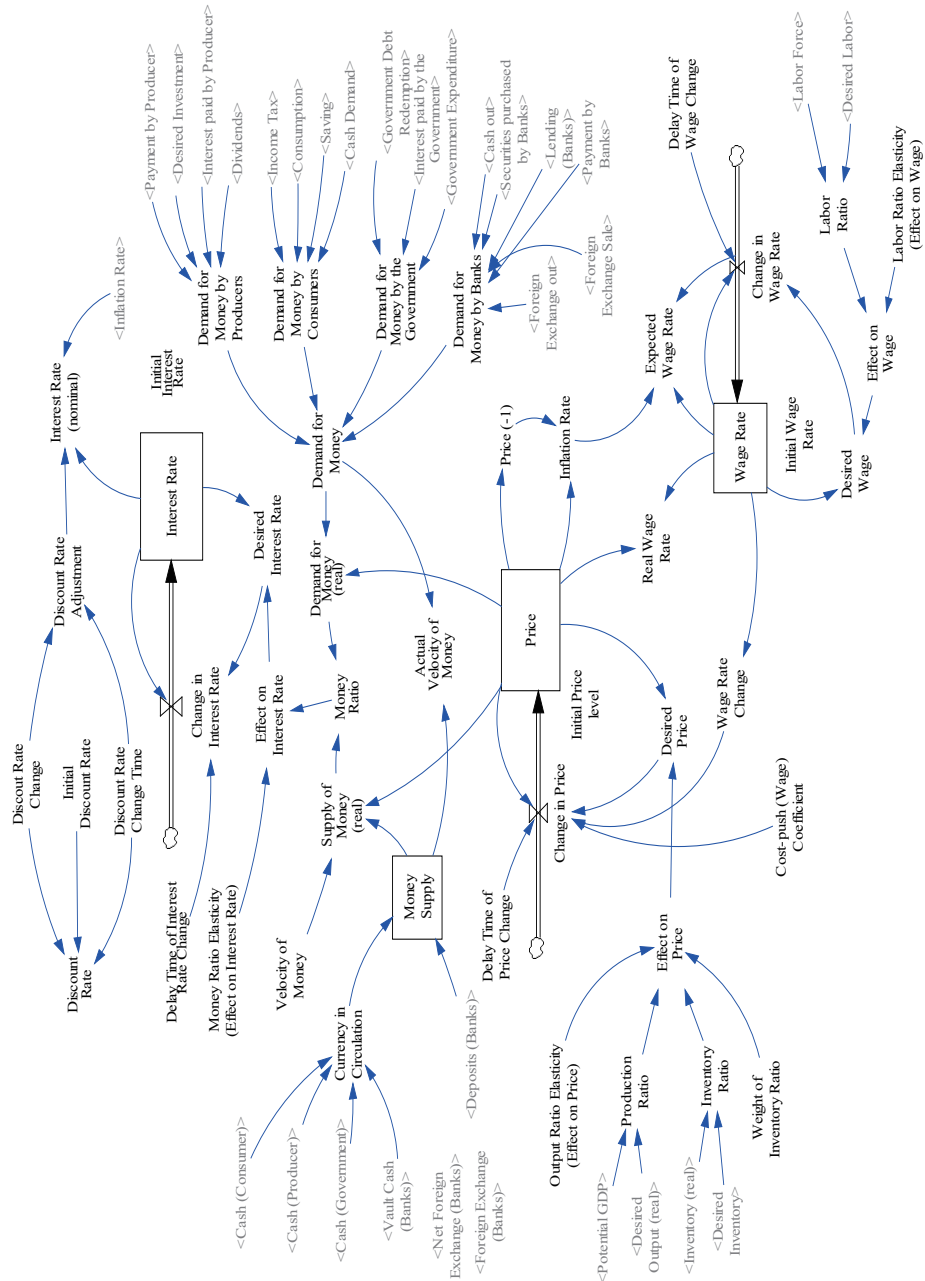 Discount
Rate
Discout Rate
Change
Initial
Discount Rate
Discount Rate
Change Time
Discount Rate
Adjustment
Interest Rate
(nominal)
<Inflation Rate>
Delay Time of Interest
Rate Change
Change in
Interest Rate
Interest Rate
Initial
Interest
Rate
Money Ratio Elasticity
(Effect on Interest Rate)
Effect on
Interest Rate
Desired
Interest Rate
<Payment by Producer>
<Desired Investment>
<Interest paid by Producer>
<Dividends>
Demand for
Money by
Producers
<Income Tax>
<Consumption>
<Saving>
<Cash Demand>
Demand for
Money by
Consumers
<Government Debt
Redemption>
<Interest paid by the
Government>
<Government Expenditure>
Demand for
Money by the
Government
<Cash out>
<Securities purchased
by Banks>
<Lending
(Banks)>
<Payment by
Banks>
<Foreign
Exchange out>
<Foreign
Exchange Sale>
Demand for
Money by Banks
Demand for
Money
Demand for
Money
(real)
Money
Ratio
Supply of
Money
(real)
Velocity of
Money
Actual
Velocity of
Money
Money
Supply
Currency in
Circulation
<Cash (Consumer)>
<Cash (Producer)>
<Cash (Government)>
<Vault Cash
(Banks)>
<Net Foreign
Exchange (Banks)>
<Foreign Exchange
(Banks)>
<Deposits (Banks)>
Delay Time of
Price Change
Change in Price
Price
Initial Price
level
Price (-1)
Inflation Rate
Desired
Price
Wage Rate
Change
Cost-push (Wage)
Coefficient
Output Ratio Elasticity
(Effect on Price)
Effect on
Price
Production
Ratio
<Potential GDP>
<Desired
Output (real)>
Inventory
Ratio
<Inventory (real)>
<Desired
Inventory>
Weight of
Inventory Ratio
Real Wage
Rate
Expected
Wage Rate
Wage Rate
Initial Wage
Rate
Change in
Wage Rate
Delay Time of
Wage Change
Desired
Wage
Effect on
Wage
Labor
Ratio
<Labor Force>
<Desired Labor>
Labor Ratio Elasticity
(Effect on Wage)